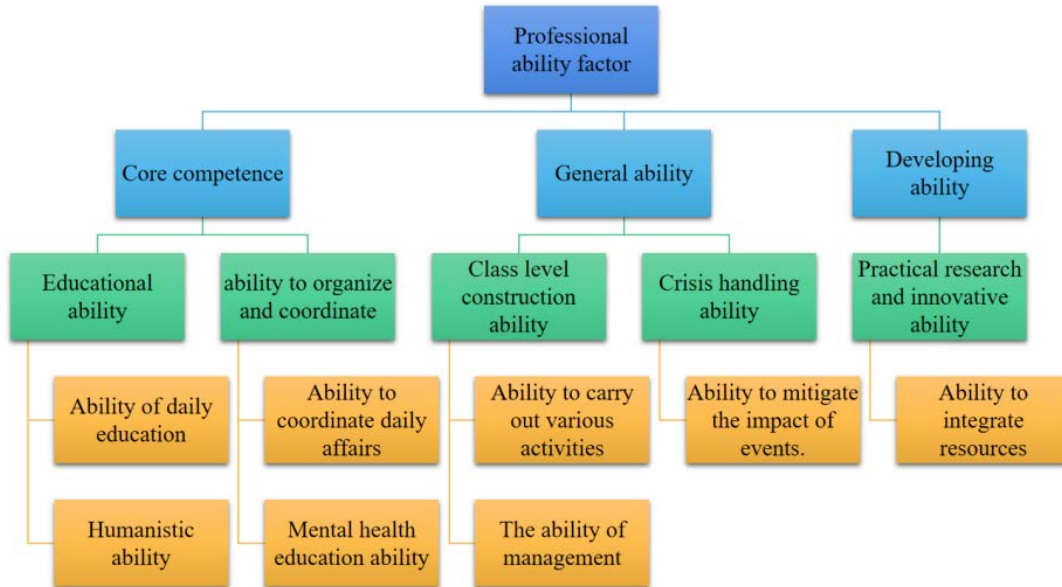 Professional
ability factor
Core competence
General ability
Developing
ability
Educational
ability
ability to organize
and coordinate
Class level
construction
ability
Crisis handling
ability
Practical research
and innovative
ability
Ability of daily
education
Ability to
coordinate daily
affairs
Ability to carry
out various
activities
Ability to mitigate
the impact of
events.
Ability to
integrate
resources
Humanistic
ability
Mental health
education ability
The ability of
management